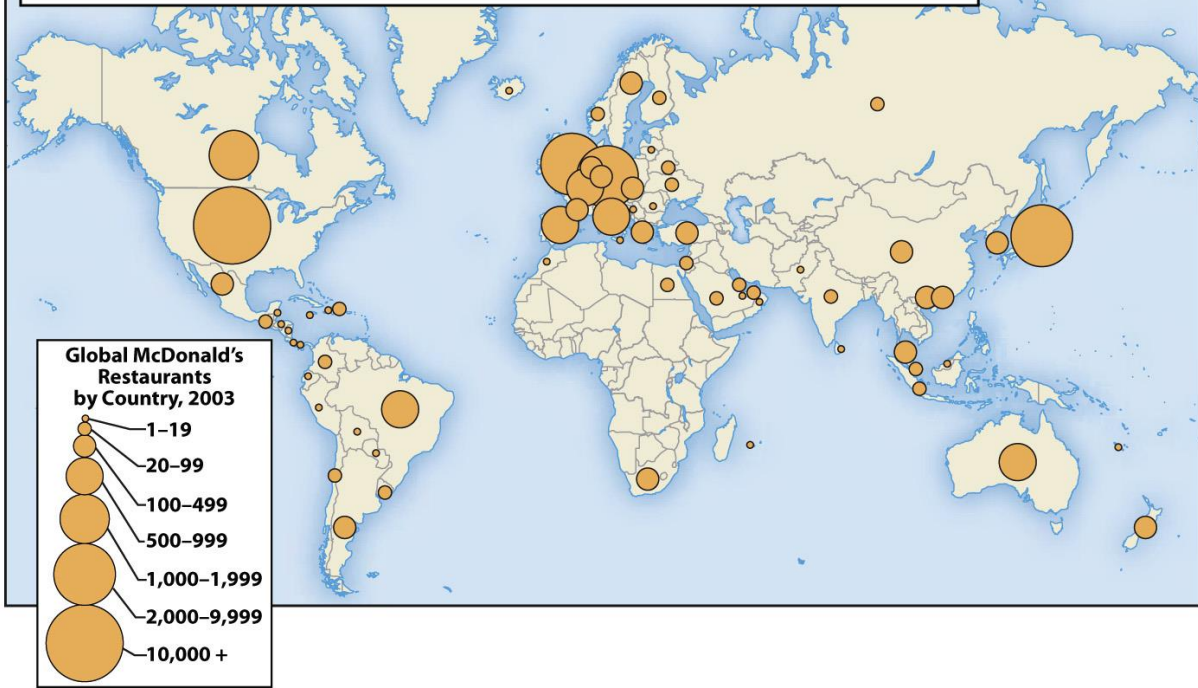 Global McDonald's
Restaurants
by Country, 2003
1–19
20–99
100–499
500–999
1,000–1,999
2,000–9,999
10,000 +